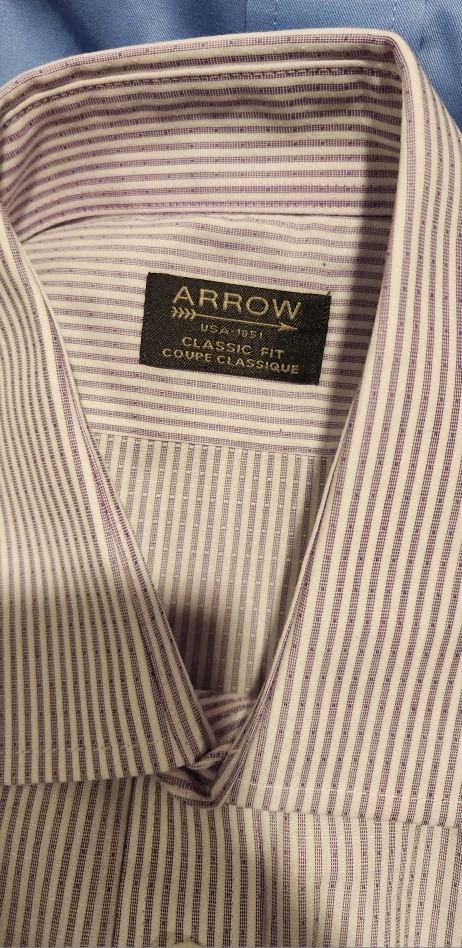 ARROW
USA-1851
CLASSIC FIT
COUPE CLASSIQUE